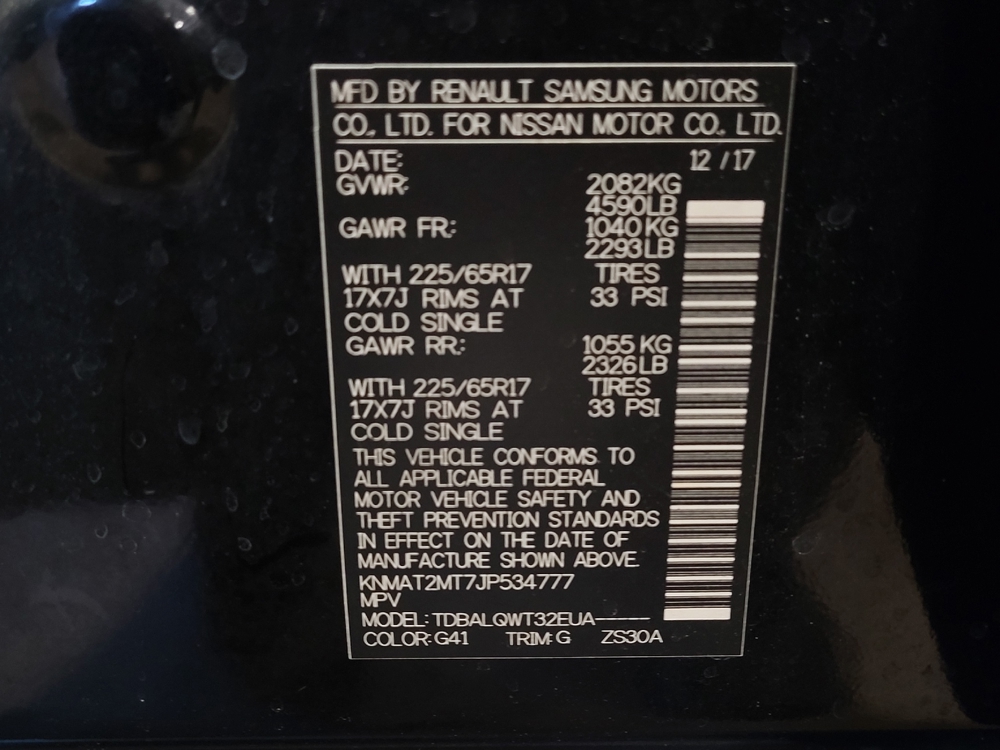 MFD BY RENAULT SAMSUNG MOTORS
CO., LTD. FOR NISSAN MOTOR CO., LTD.
DATE: 12 / 17
GVWR: 2082KG
4590LB
GAWR FR: 1040 KG
2293LB
WITH 225/65R17 TIRES
17X7J RIMS AT 33 PSI
COLD SINGLE
GAWR RR: 1055 KG
2326LB
WITH 225/65R17 TIRES
17X7J RIMS AT 33 PSI
COLD SINGLE
THIS VEHICLE CONFORMS TO
ALL APPLICABLE FEDERAL
MOTOR VEHICLE SAFETY AND
THEFT PREVENTION STANDARDS
IN EFFECT ON THE DATE OF
MANUFACTURE SHOWN ABOVE.
KNMAT2MT7JP534777
MPV
MODEL: TDBALQWT32EUA-----
COLOR: G41 TRIM: G ZS30A